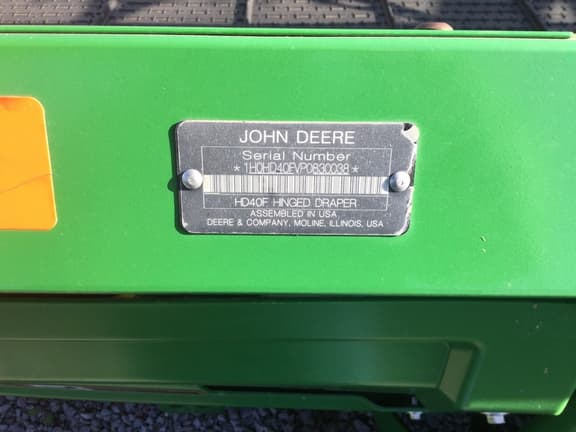 JOHN DEERE
Serial Number
*1H0HD40FVP0830038*
HD40F HINGED DRAPER
ASSEMBLED IN USA
DEERE & COMPANY, MOLINE, ILLINOIS, USA